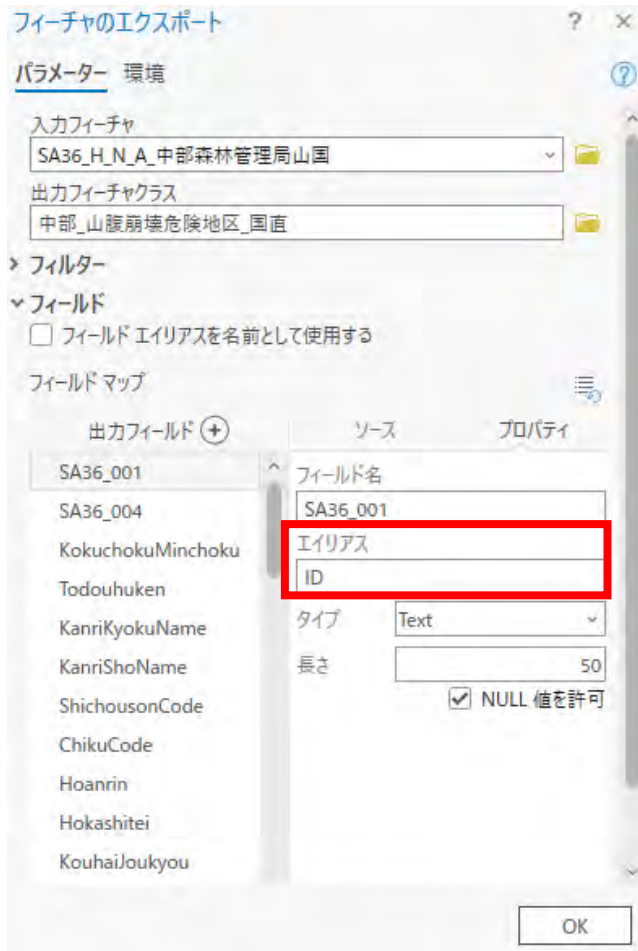 フィーチャのエクスポート ? ×
パラメーター 環境 ?
入力フィーチャ
SA36_H_N_A_中部森林管理局山国
出力フィーチャクラス
中部_山腹崩壊危険地区_国直
フィルター
フィールド
フィールド エイリアスを名前として使用する
フィールド マップ
出力フィールド
ソース プロパティ
SA36_001
SA36_004
KokuchokuMinchoku
Todouhuken
KanriKyokuName
KanriShoName
ShichousonCode
ChikuCode
Hoanrin
Hokashitei
KouhaiJoukyou
フィールド名
SA36_001
エイリアス
ID
タイプ Text
長さ 50
NULL 値を許可
OK